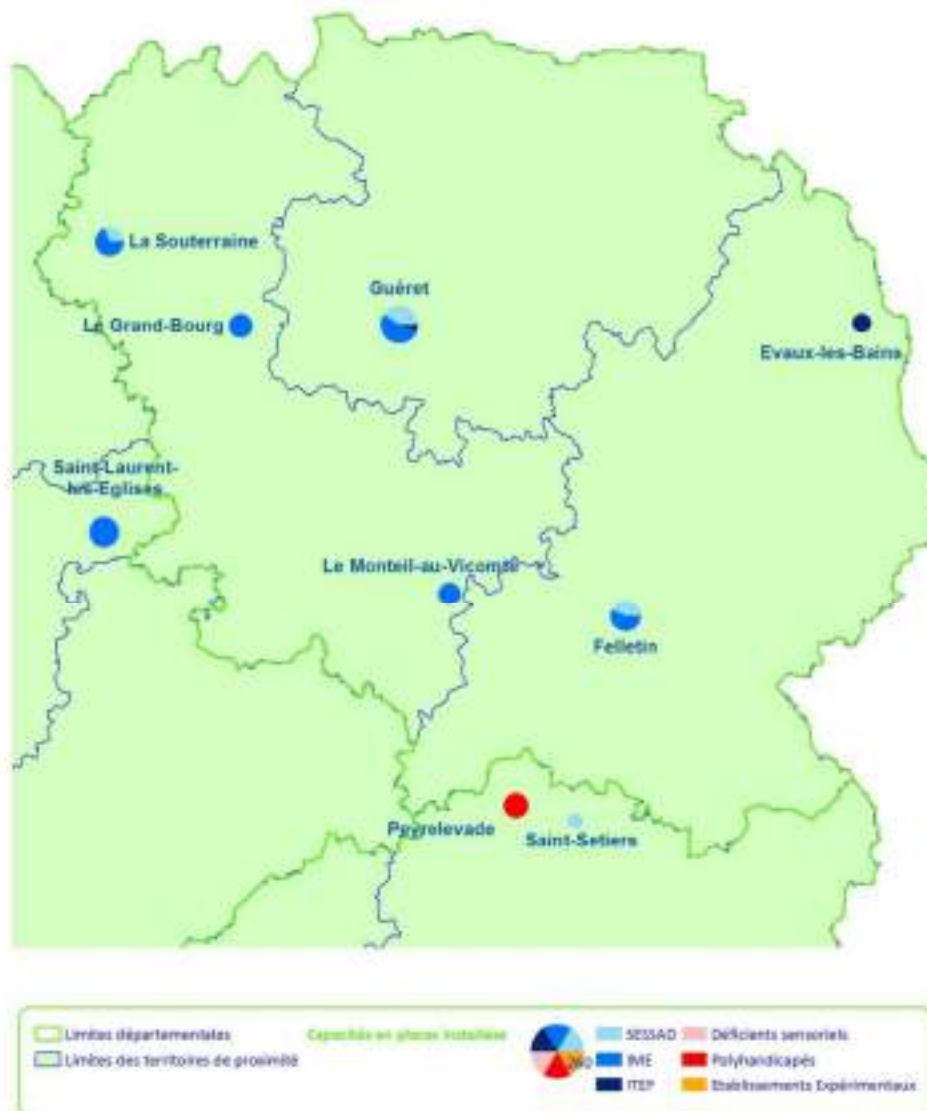 La Souterraine
Guéret
Le Grand-Bourg
Evaux-les-Bains
Saint-Laurent-
les-Eglises
Le Monteil-au-Vicomte
Felletin
Peyrelevade
Saint-Setiers
Limites départementales
Capacités en places installées
SESSAD
Déficients sensoriels
Limites des territoires de proximité
IME
Polyhandicapés
ITEP
Etablissements Expérimentaux